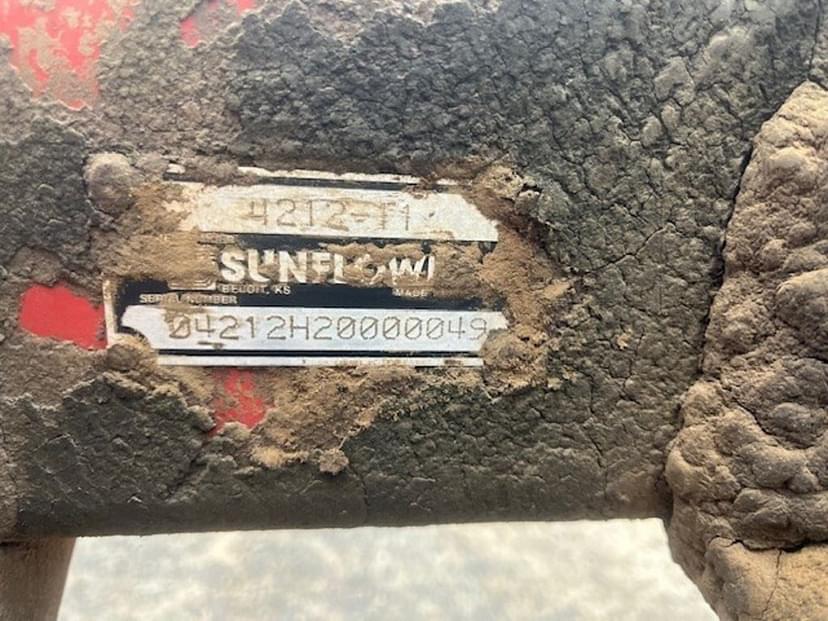 4212-11
SUNFLOW
BELOIT, KS
MADE
SERIAL NUMBER
04212H20000049